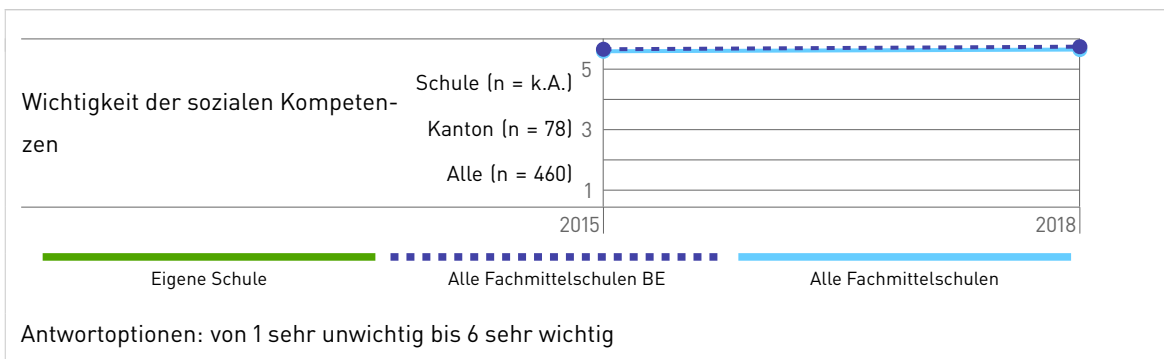 Wichtigkeit der sozialen Kompeten-
zen
Schule (n = k.A.)
Kanton (n = 78)
Alle (n = 460)
5
3
1
2015
2018
Eigene Schule
Alle Fachmittelschulen BE
Alle Fachmittelschulen
Antwortoptionen: von 1 sehr unwichtig bis 6 sehr wichtig